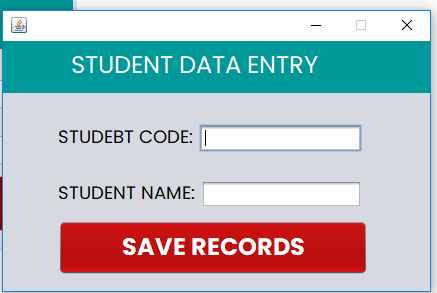 STUDENT DATA ENTRY
STUDEBT CODE:
STUDENT NAME:
SAVE RECORDS